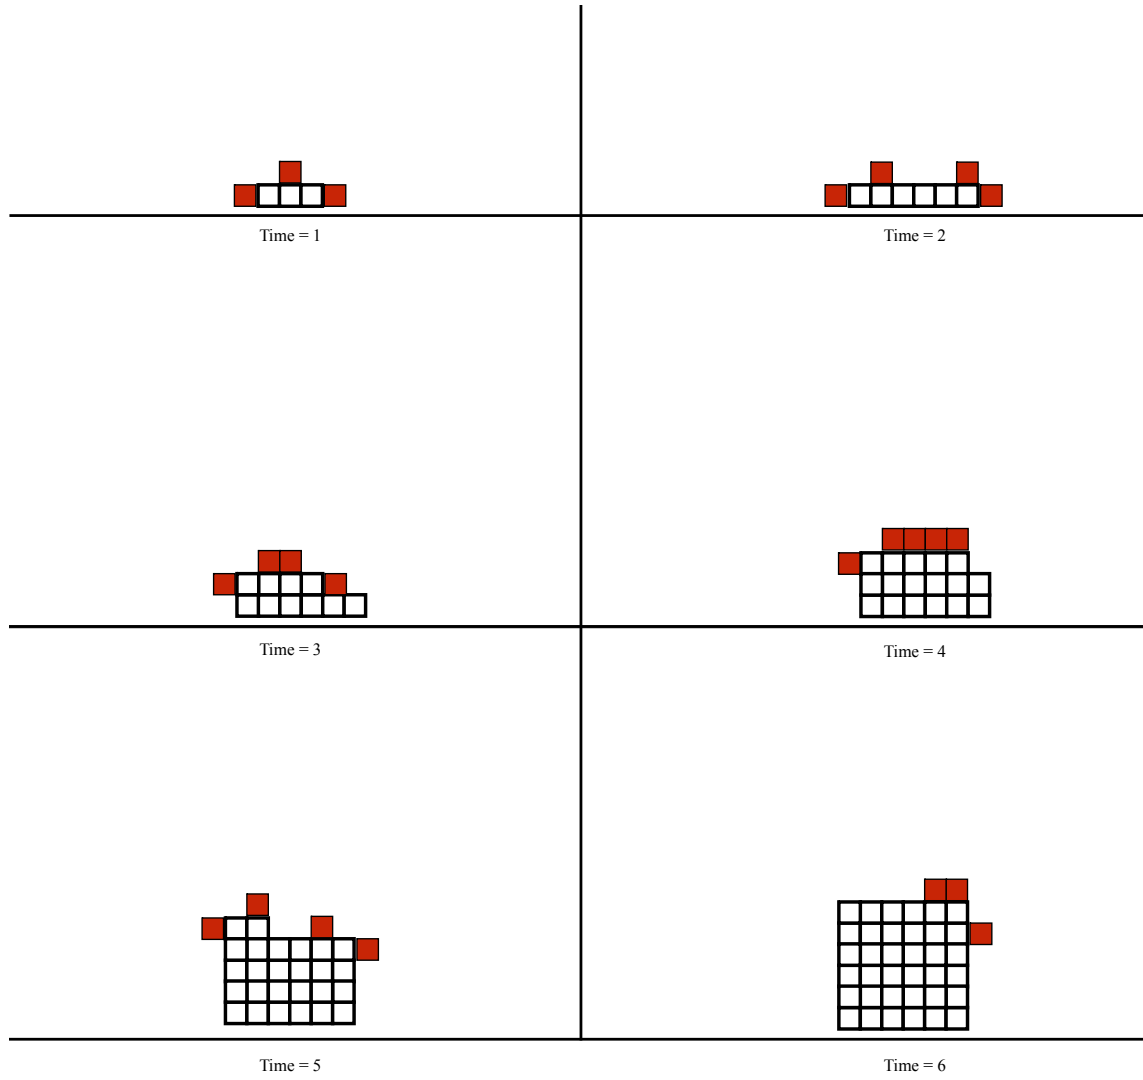 Time = 1
Time = 2
Time = 3
Time = 4
Time = 5
Time = 6